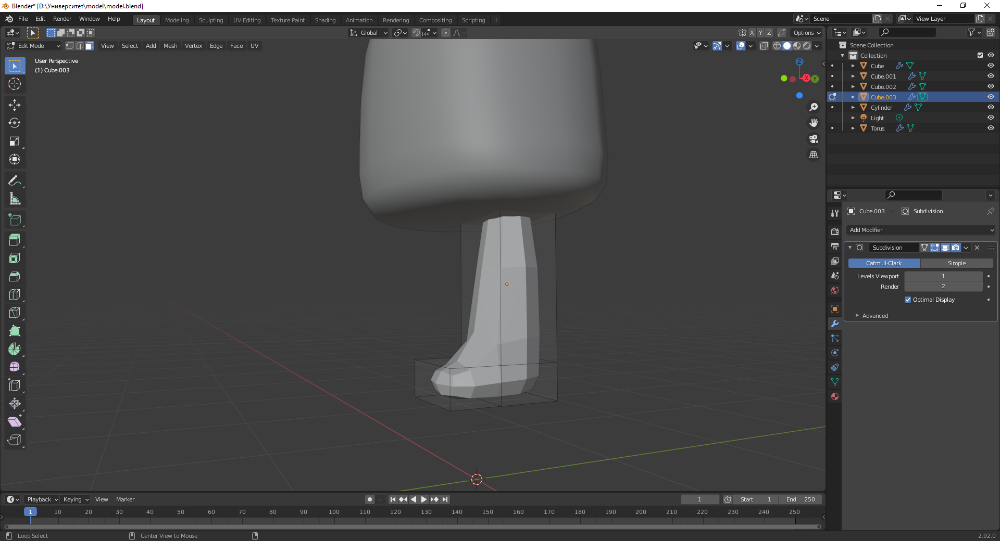 Blender* [D:\Университет\model\model.blend]
File Edit Render Window Help
Layout Modeling Sculpting UV Editing Texture Paint Shading Animation Rendering Compositing Scripting +
Scene
View Layer
Global
X Y Z
Options
Edit Mode
View Select Add Mesh Vertex Edge Face UV
User Perspective
(1) Cube.003
Z
X
Y
Scene Collection
Collection
Cube
Cube.001
Cube.002
Cube.003
Cylinder
Light
Torus
Cube.003 Subdivision
Add Modifier
Subdivision
Catmull-Clark Simple
Levels Viewport 1
Render 2
Optimal Display
Advanced
Playback Keying View Marker
1
Start 1 End 250
1 10 20 30 40 50 60 70 80 90 100 110 120 130 140 150 160 170 180 190 200 210 220 230 240 250
Loop Select
Center View to Mouse
2.92.0